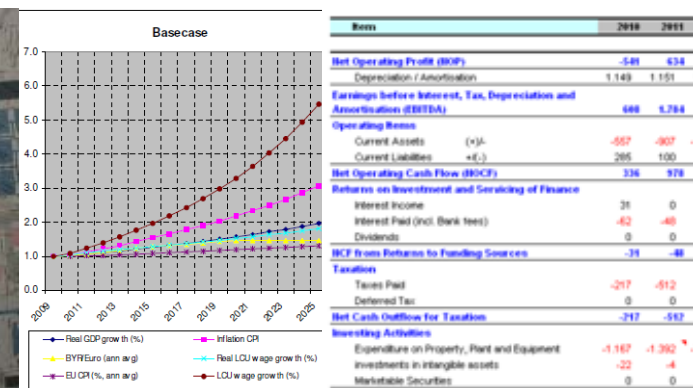 Basecase
7.0
6.0
5.0
4.0
3.0
2.0
1.0
0.0
2009
2011
2013
2015
2017
2019
2021
2023
2025
Real GDP growth (%)
Inflation CPI
BYR/Euro (ann avg)
Real LCU wage growth (%)
EU CPI (%, ann avg)
LCU wage growth (%)
Item 2010 2011
Net Operating Profit (NOP) -541 634
Depreciation / Amortisation 1.149 1.151
Earnings before Interest, Tax, Depreciation and
Amortisation (EBITDA) 608 1.784
Operating Items
Current Assets (+)/- -557 -907
Current Liabilities +/(-) 285 100
Net Operating Cash Flow (NOCF) 336 978
Returns on Investment and Servicing of Finance
Interest Income 31 0
Interest Paid (incl. Bank fees) -62 -48
Dividends 0 0
NCF from Returns to Funding Sources -31 -48
Taxation
Taxes Paid -217 -512
Deferred Tax 0 0
Net Cash Outflow for Taxation -217 -512
Investing Activities
Expenditure on Property, Plant and Equipment -1.167 -1.392
Investments in intangible assets -22 -4
Marketable Securities 0 0